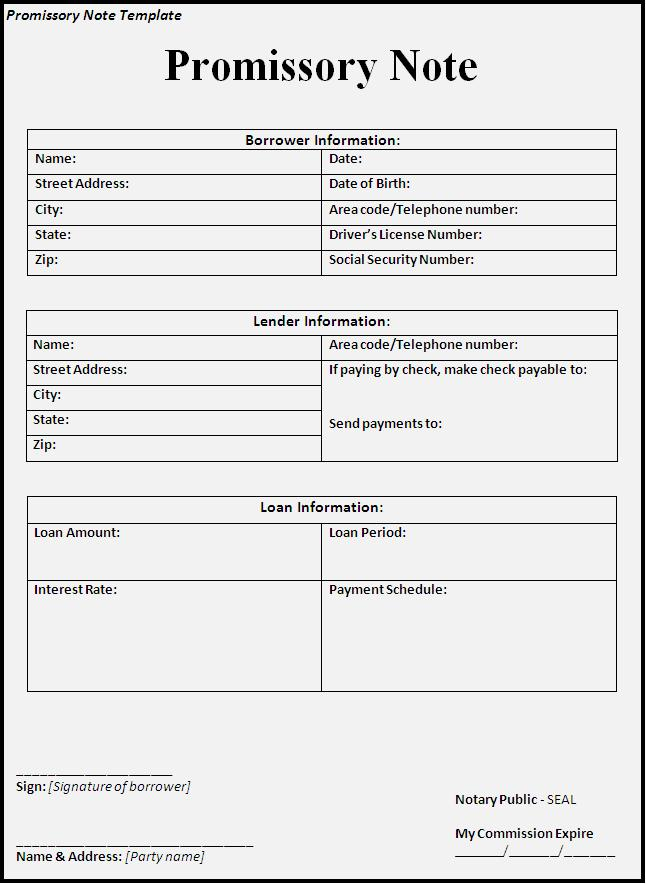 Promissory Note Template
Promissory Note
Borrower Information:
Name: Date:
Street Address: Date of Birth:
City: Area code/Telephone number:
State: Driver's License Number:
Zip: Social Security Number:
Lender Information:
Name: Area code/Telephone number:
Street Address: If paying by check, make check payable to:
City:
State: Send payments to:
Zip:
Loan Information:
Loan Amount: Loan Period:
Interest Rate: Payment Schedule:
Sign: [Signature of borrower]
Notary Public - SEAL
My Commission Expire
____/____/____
Name & Address: [Party name]